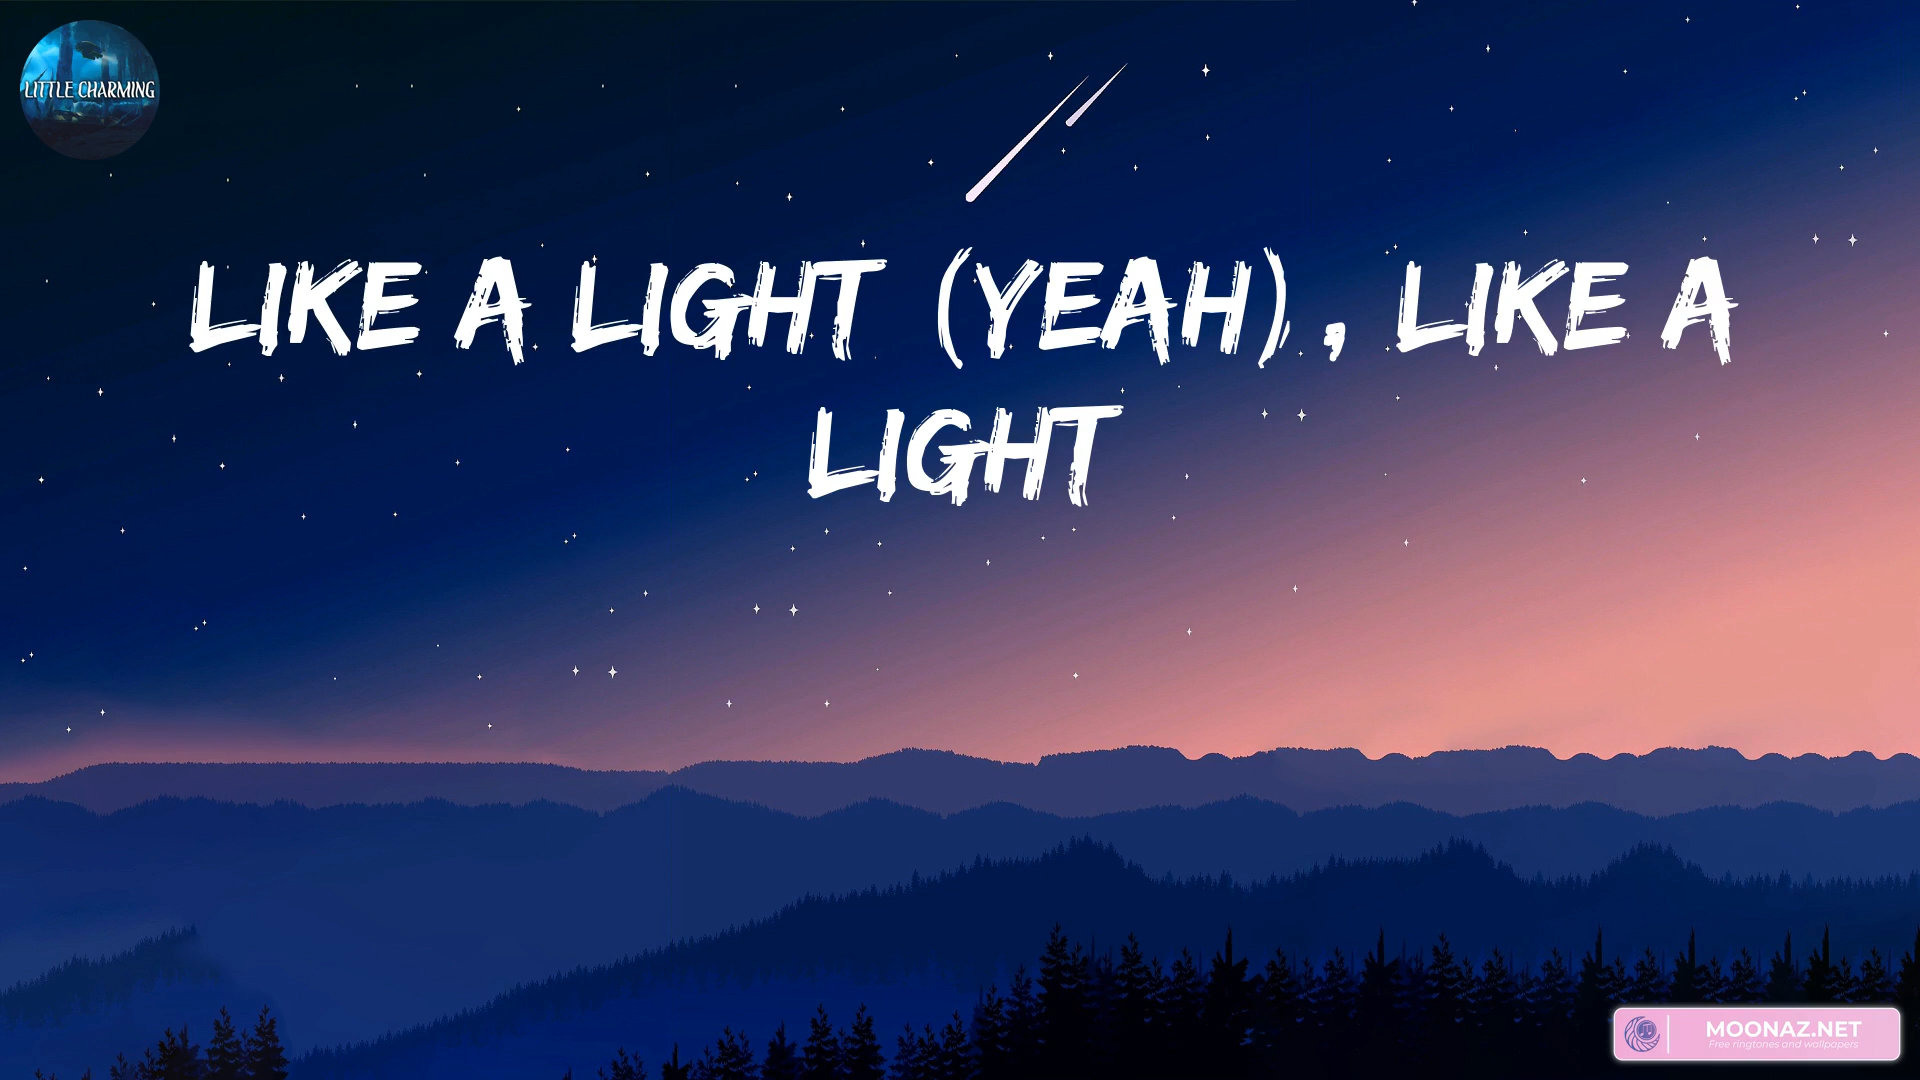 LITTLE CHARMING
LIKE A LIGHT (YEAH), LIKE A
LIGHT
MOONAZ.NET
Free ringtones and wallpapers